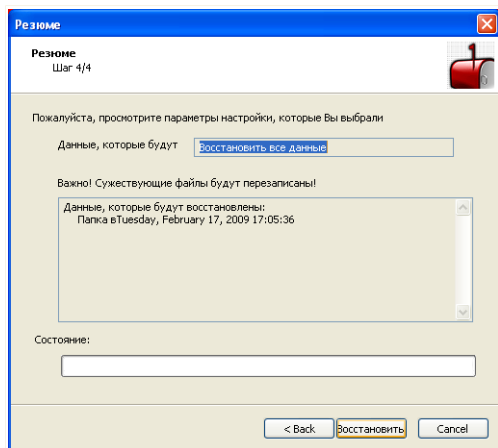 Резюме
Резюме
Шаг 4/4
Пожалуйста, просмотрите параметры настройки, которые Вы выбрали
Данные, которые будут
Восстановить все данные
Важно! Сужествующие файлы будут перезаписаны!
Данные, которые будут восстановлены:
Папка вTuesday, February 17, 2009 17:05:36
Состояние:
< Back
Восстановить
Cancel